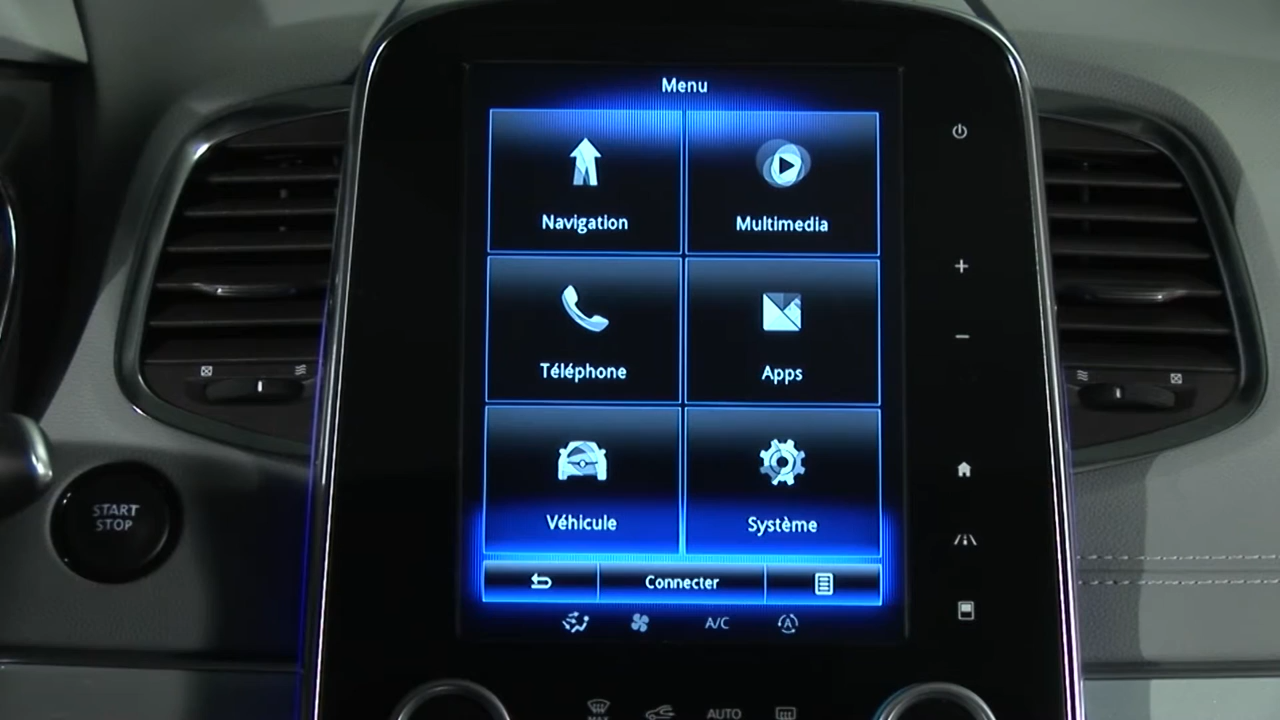 Menu
Navigation
Multimedia
Téléphone
Apps
Véhicule
Système
Connecter
A/C
A
START
STOP
MAX
AUTO